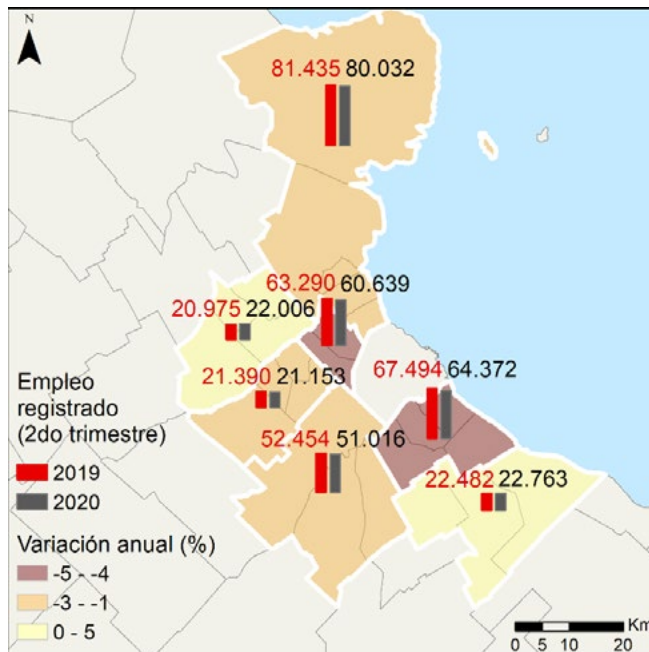 N
81.435 80.032
63.290 60.639
20.975 22.006
67.494 64.372
21.390 21.153
52.454 51.016
22.482 22.763
Empleo
registrado
(2do trimestre)
2019
2020
Variación anual (%)
-5 - -4
-3 - -1
0 - 5
Km
0 5 10 20